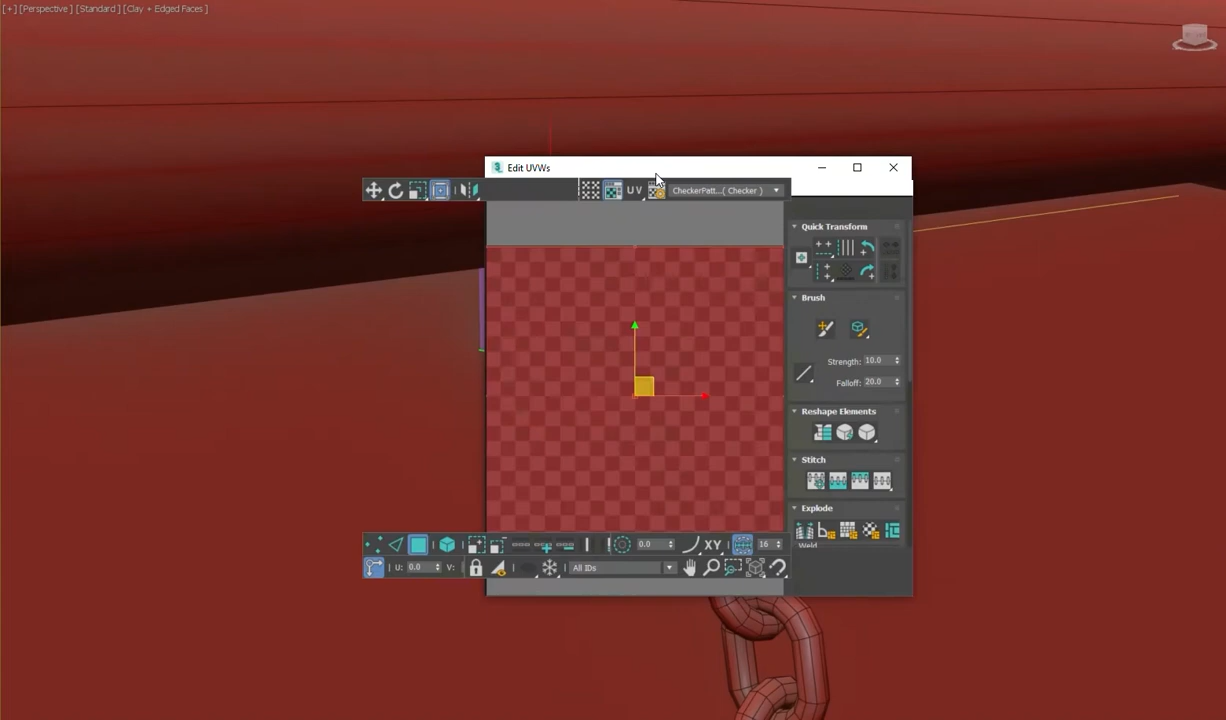 [+] [Perspective] [Standard] [Clay + Edged Faces]
Edit UVWs
UV CheckerPatt...( Checker )
Quick Transform
Brush
Strength: 10.0
Falloff: 20.0
Reshape Elements
Stitch
Explode
Weld
0.0 XY 16
U: 0.0 V: All IDs